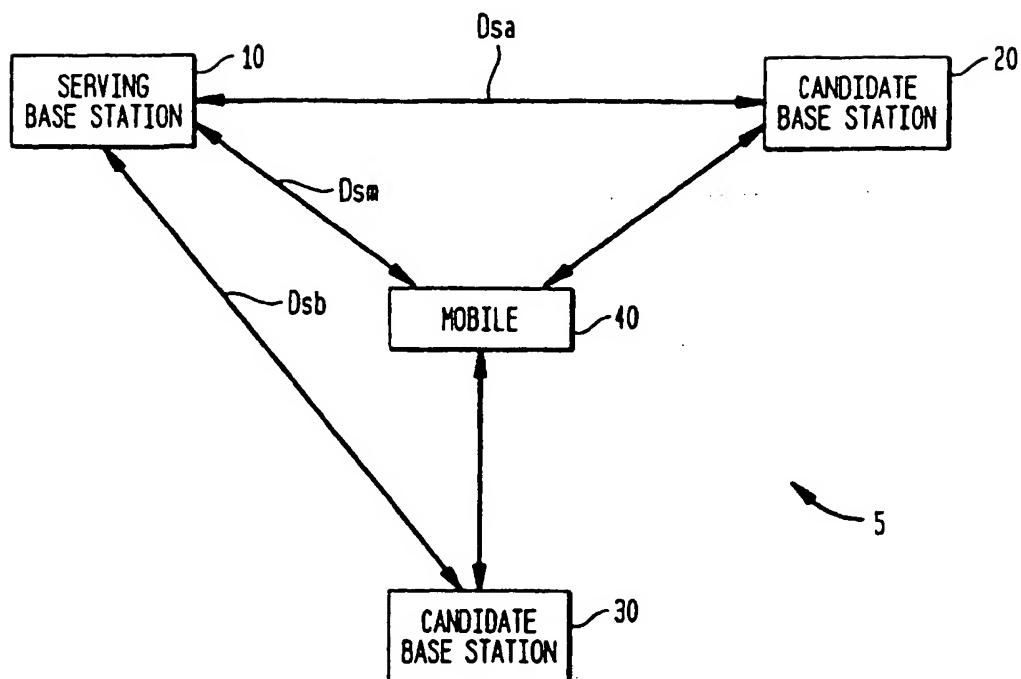 Dsa
10
SERVING
BASE STATION
20
CANDIDATE
BASE STATION
Dsm
Dsb
MOBILE
40
5
30
CANDIDATE
BASE STATION